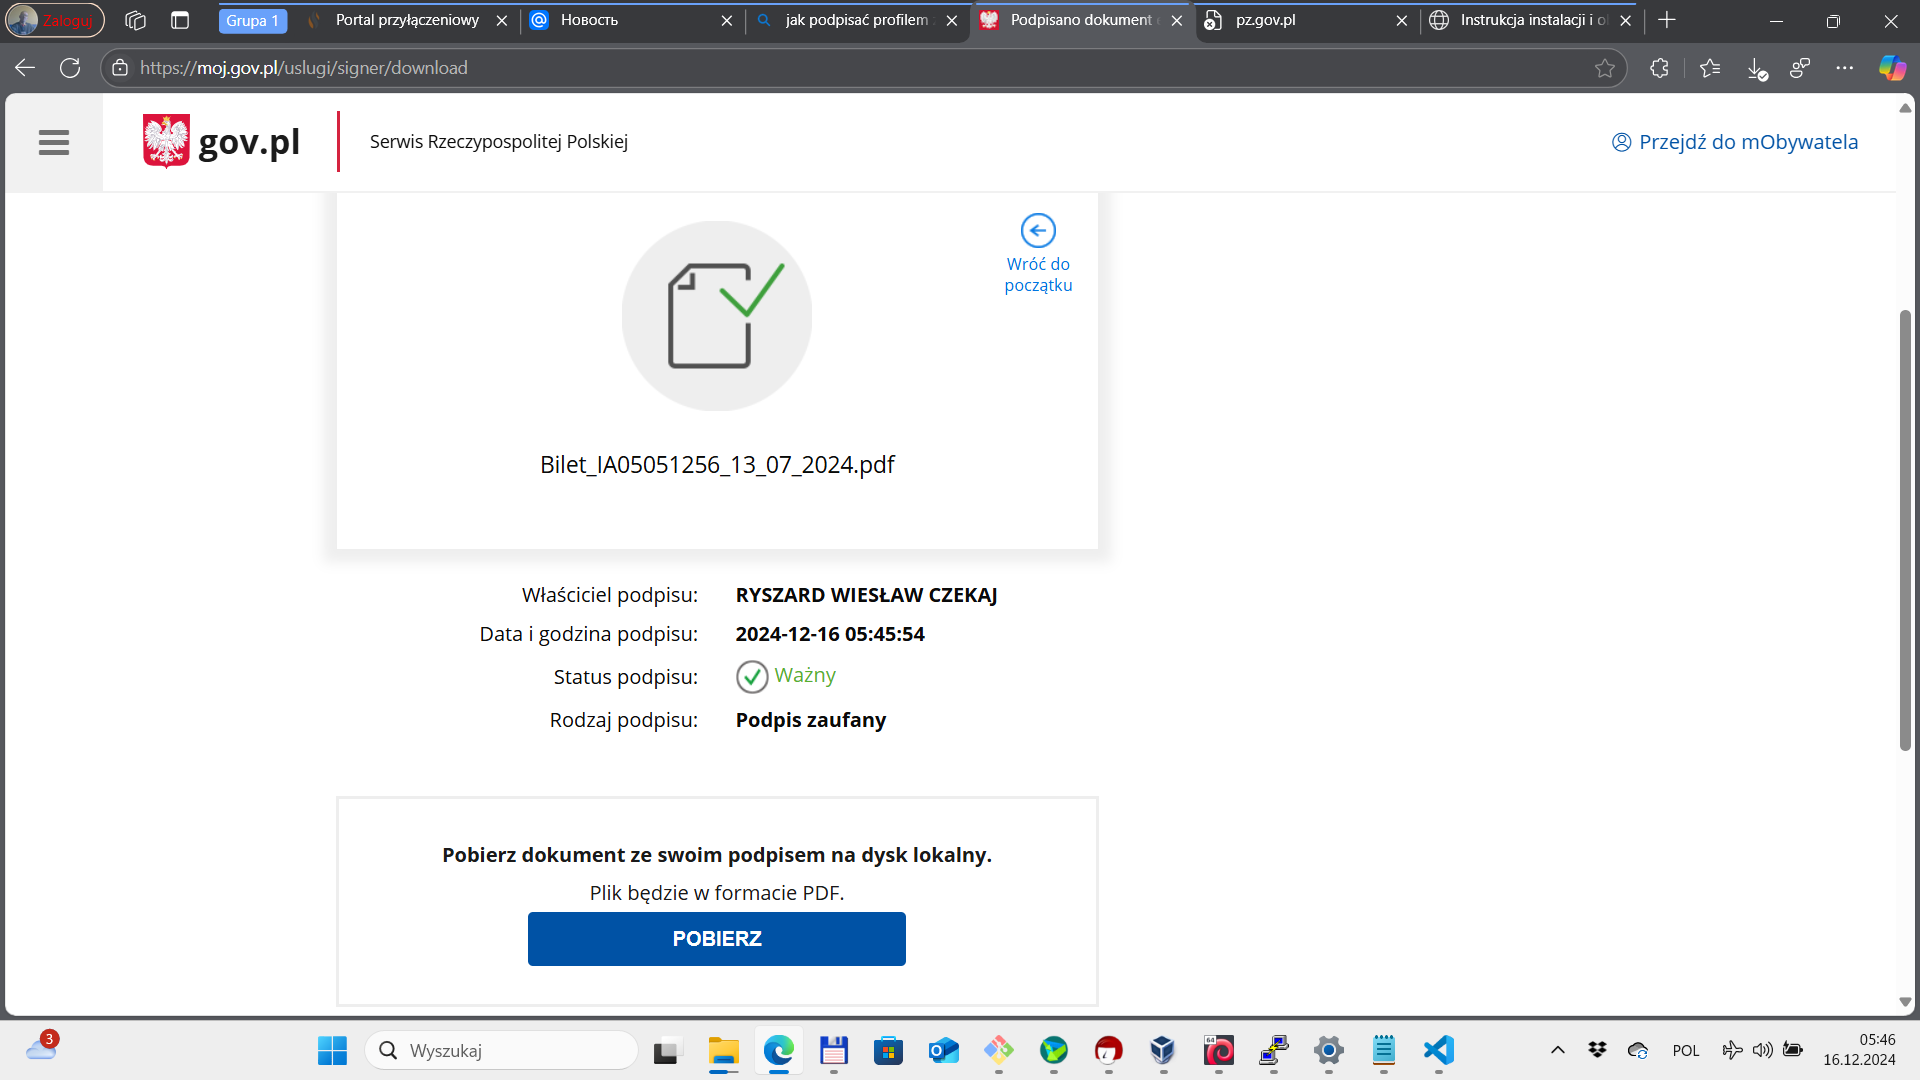 Zaloguj
Grupa 1
Portal przyłączeniowy
Новость
jak podpisać profilem
Podpisano dokument
pz.gov.pl
Instrukcja instalacji i o
https://moj.gov.pl/uslugi/signer/download
gov.pl
Serwis Rzeczypospolitej Polskiej
Przejdź do mObywatela
Wróć do
początku
Bilet_IA05051256_13_07_2024.pdf
Właściciel podpisu: RYSZARD WIESŁAW CZEKAJ
Data i godzina podpisu: 2024-12-16 05:45:54
Status podpisu: Ważny
Rodzaj podpisu: Podpis zaufany
Pobierz dokument ze swoim podpisem na dysk lokalny.
Plik będzie w formacie PDF.
POBIERZ
3
Wyszukaj
64
POL
05:46
16.12.2024